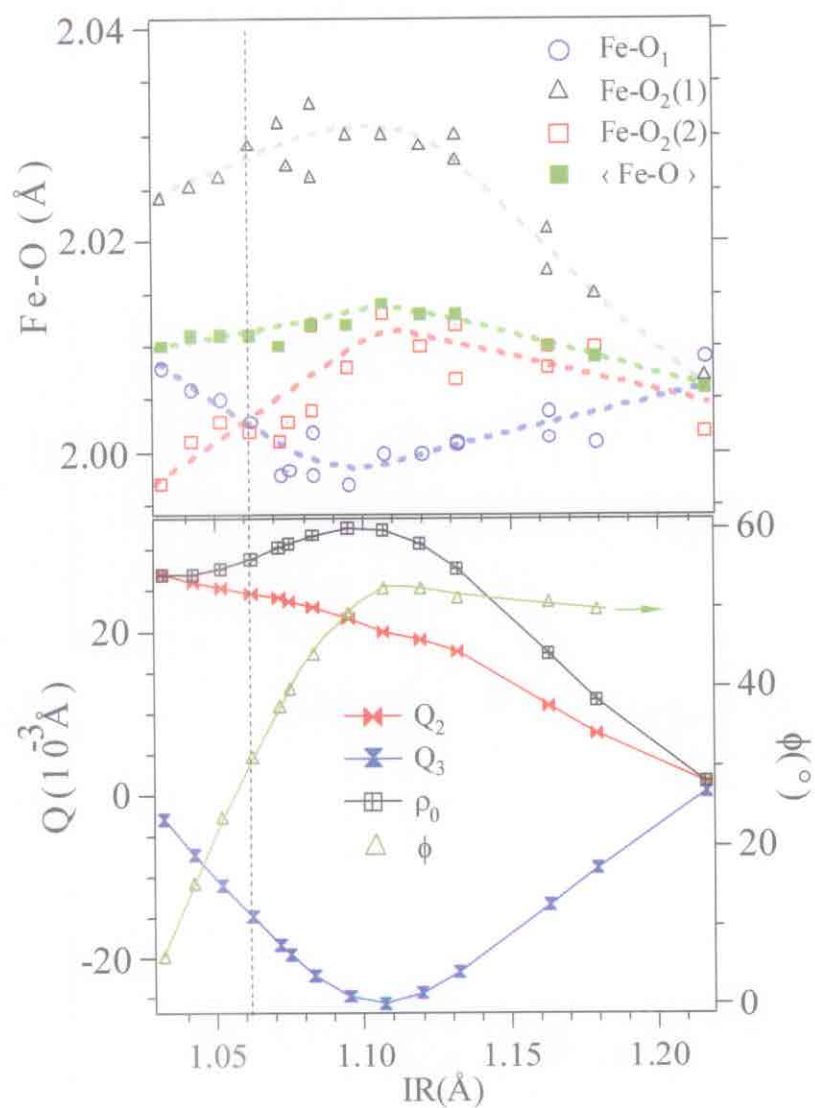 2.04
Fe-O₁
Fe-O₂(1)
Fe-O₂(2)
‹ Fe-O ›
Fe-O (Å)
2.02
2.00
60
20
40
Q₂
Q₃
ρ₀
ϕ
Q(10⁻³Å)
ϕ(°)
0
20
-20
0
1.05
1.10
1.15
1.20
IR(Å)